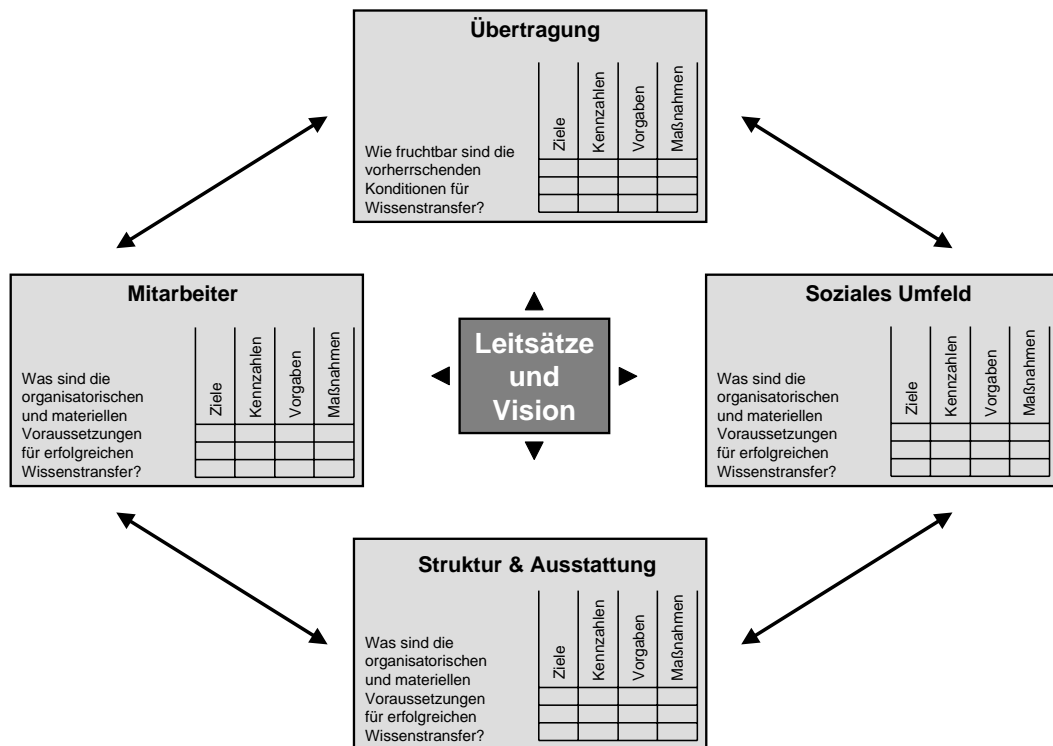 Übertragung
Ziele
Kennzahlen
Vorgaben
Maßnahmen
Wie fruchtbar sind die
vorherrschenden
Konditionen für
Wissenstransfer?
Mitarbeiter
Ziele
Kennzahlen
Vorgaben
Maßnahmen
Was sind die
organisatorischen
und materiellen
Voraussetzungen
für erfolgreichen
Wissenstransfer?
Leitsätze
und
Vision
Soziales Umfeld
Ziele
Kennzahlen
Vorgaben
Maßnahmen
Was sind die
organisatorischen
und materiellen
Voraussetzungen
für erfolgreichen
Wissenstransfer?
Struktur & Ausstattung
Ziele
Kennzahlen
Vorgaben
Maßnahmen
Was sind die
organisatorischen
und materiellen
Voraussetzungen
für erfolgreichen
Wissenstransfer?